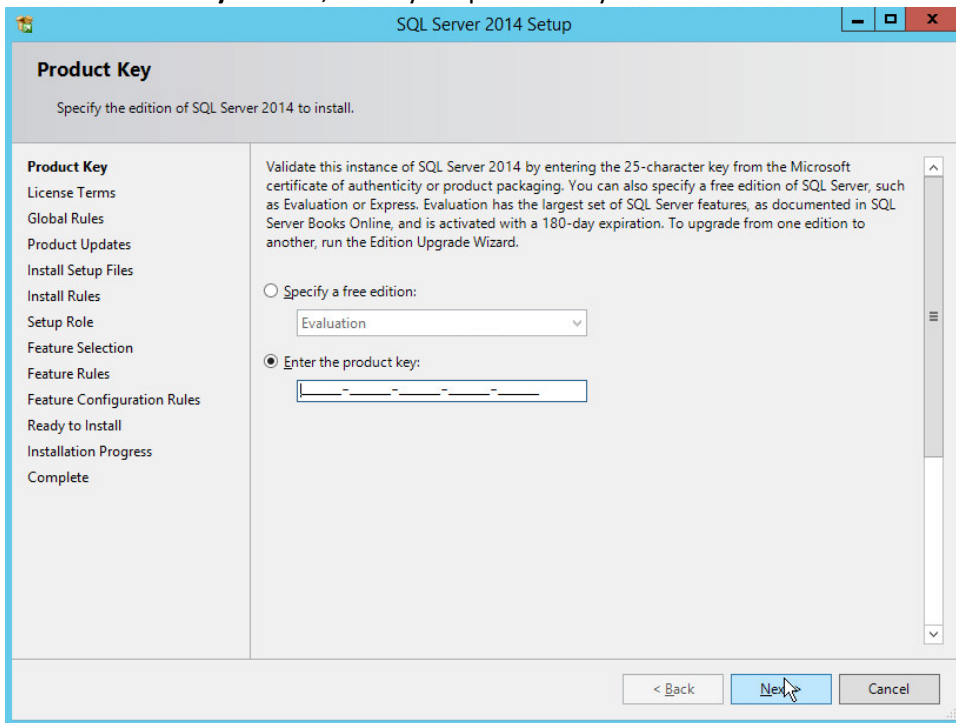 SQL Server 2014 Setup
Product Key
Specify the edition of SQL Server 2014 to install.
Product Key
License Terms
Global Rules
Product Updates
Install Setup Files
Install Rules
Setup Role
Feature Selection
Feature Rules
Feature Configuration Rules
Ready to Install
Installation Progress
Complete
Validate this instance of SQL Server 2014 by entering the 25-character key from the Microsoft
certificate of authenticity or product packaging. You can also specify a free edition of SQL Server, such
as Evaluation or Express. Evaluation has the largest set of SQL Server features, as documented in SQL
Server Books Online, and is activated with a 180-day expiration. To upgrade from one edition to
another, run the Edition Upgrade Wizard.
Specify a free edition:
Evaluation
Enter the product key:
_____-_____-_____-_____-_____
< Back
Next >
Cancel